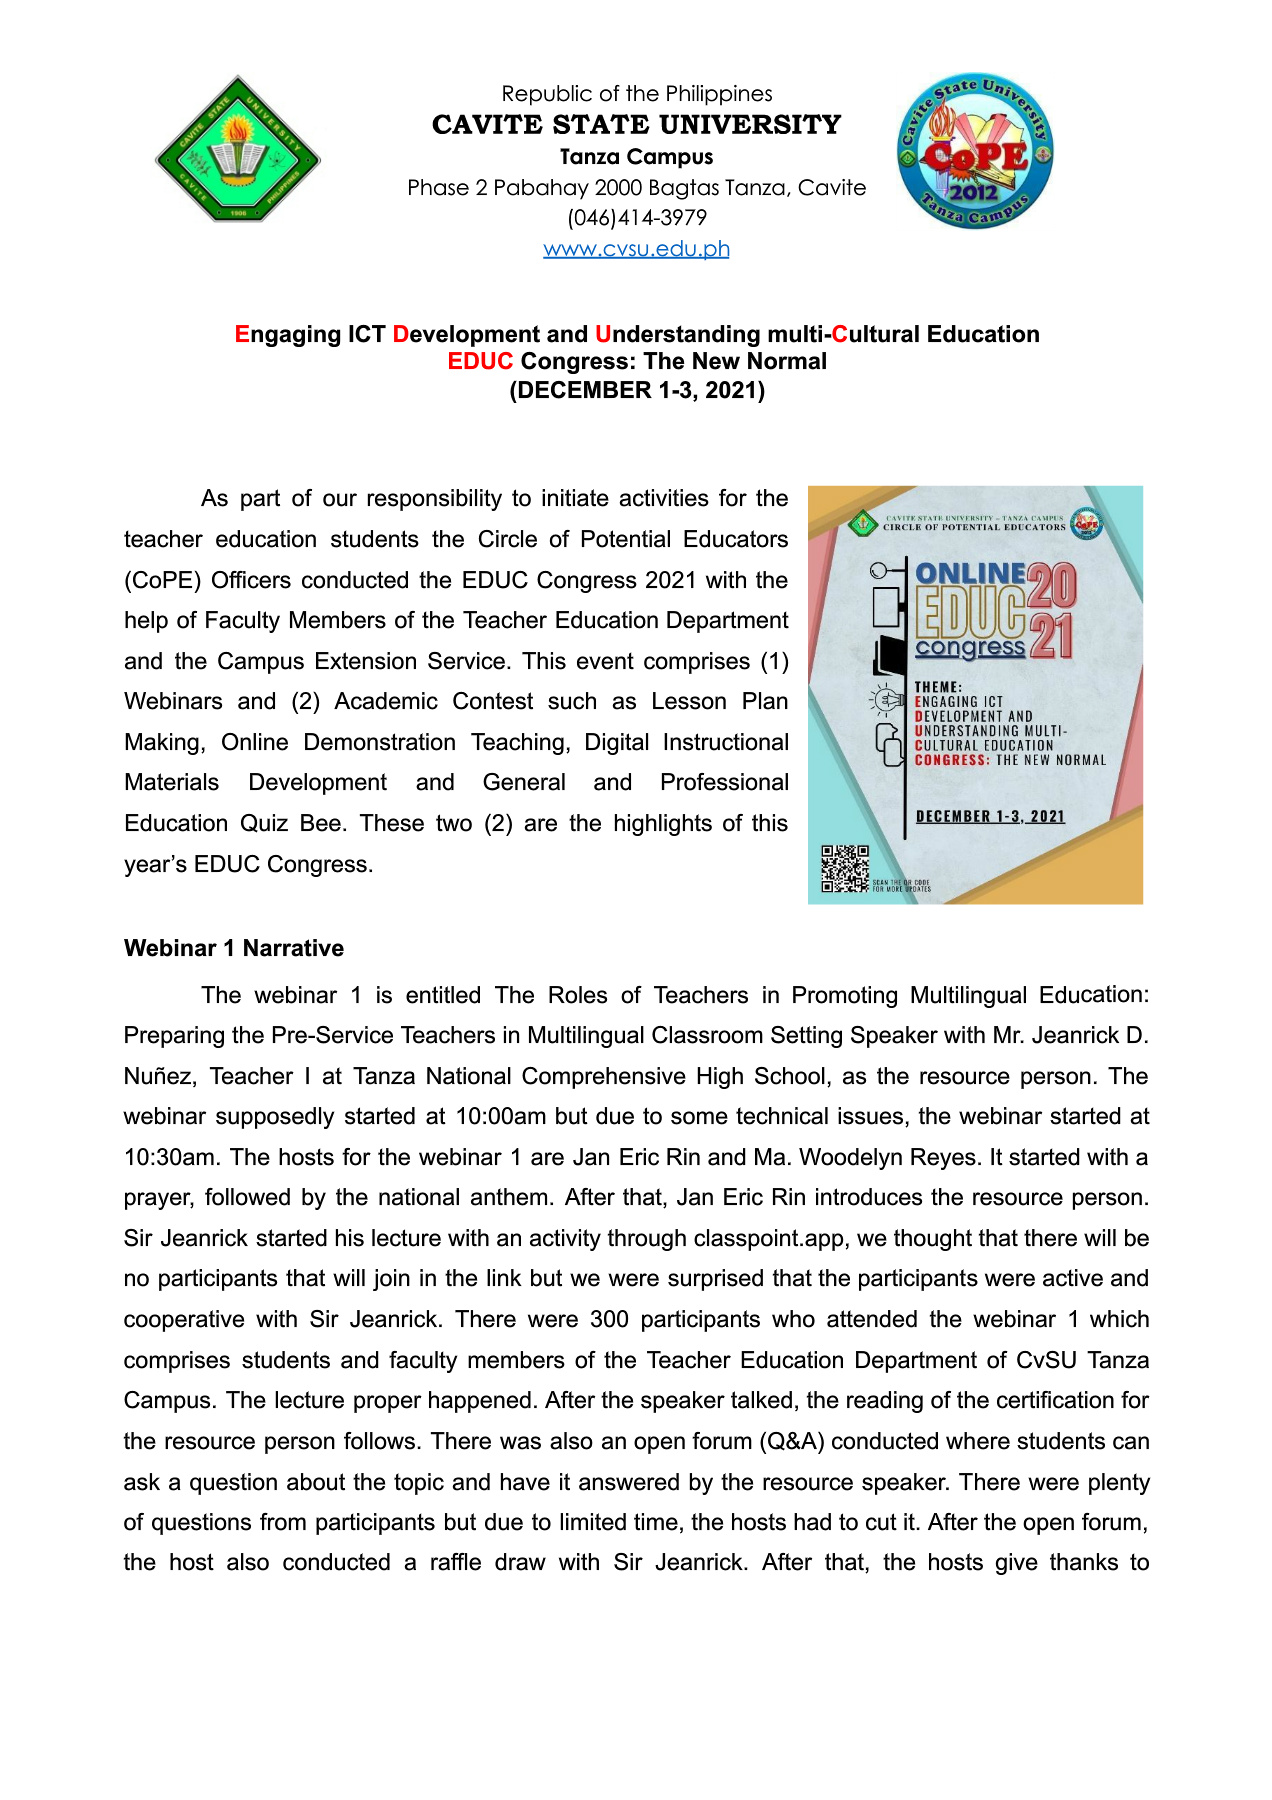 Republic of the Philippines
CAVITE STATE UNIVERSITY
Tanza Campus
Phase 2 Pabahay 2000 Bagtas Tanza, Cavite
(046)414-3979
www.cvsu.edu.ph
CAVITE STATE UNIVERSITY
CAVITE PHILIPPINES
1906
Cavite State University
CoPE
2012
Tanza Campus
Engaging ICT Development and Understanding multi-Cultural Education
EDUC Congress: The New Normal
(DECEMBER 1-3, 2021)
As part of our responsibility to initiate activities for the
teacher education students the Circle of Potential Educators
(CoPE) Officers conducted the EDUC Congress 2021 with the
help of Faculty Members of the Teacher Education Department
and the Campus Extension Service. This event comprises (1)
Webinars and (2) Academic Contest such as Lesson Plan
Making, Online Demonstration Teaching, Digital Instructional
Materials Development and General and Professional
Education Quiz Bee. These two (2) are the highlights of this
year’s EDUC Congress.
CAVITE STATE UNIVERSITY – TANZA CAMPUS
CIRCLE OF POTENTIAL EDUCATORS
CoPE
ONLINE 20
EDUC 21
congress
THEME:
ENGAGING ICT
DEVELOPMENT AND
UNDERSTANDING MULTI-
CULTURAL EDUCATION
CONGRESS: THE NEW NORMAL
DECEMBER 1-3, 2021
SCAN THE QR CODE
FOR MORE UPDATES
Webinar 1 Narrative
The webinar 1 is entitled The Roles of Teachers in Promoting Multilingual Education:
Preparing the Pre-Service Teachers in Multilingual Classroom Setting Speaker with Mr. Jeanrick D.
Nuñez, Teacher I at Tanza National Comprehensive High School, as the resource person. The
webinar supposedly started at 10:00am but due to some technical issues, the webinar started at
10:30am. The hosts for the webinar 1 are Jan Eric Rin and Ma. Woodelyn Reyes. It started with a
prayer, followed by the national anthem. After that, Jan Eric Rin introduces the resource person.
Sir Jeanrick started his lecture with an activity through classpoint.app, we thought that there will be
no participants that will join in the link but we were surprised that the participants were active and
cooperative with Sir Jeanrick. There were 300 participants who attended the webinar 1 which
comprises students and faculty members of the Teacher Education Department of CvSU Tanza
Campus. The lecture proper happened. After the speaker talked, the reading of the certification for
the resource person follows. There was also an open forum (Q&A) conducted where students can
ask a question about the topic and have it answered by the resource speaker. There were plenty
of questions from participants but due to limited time, the hosts had to cut it. After the open forum,
the host also conducted a raffle draw with Sir Jeanrick. After that, the hosts give thanks to